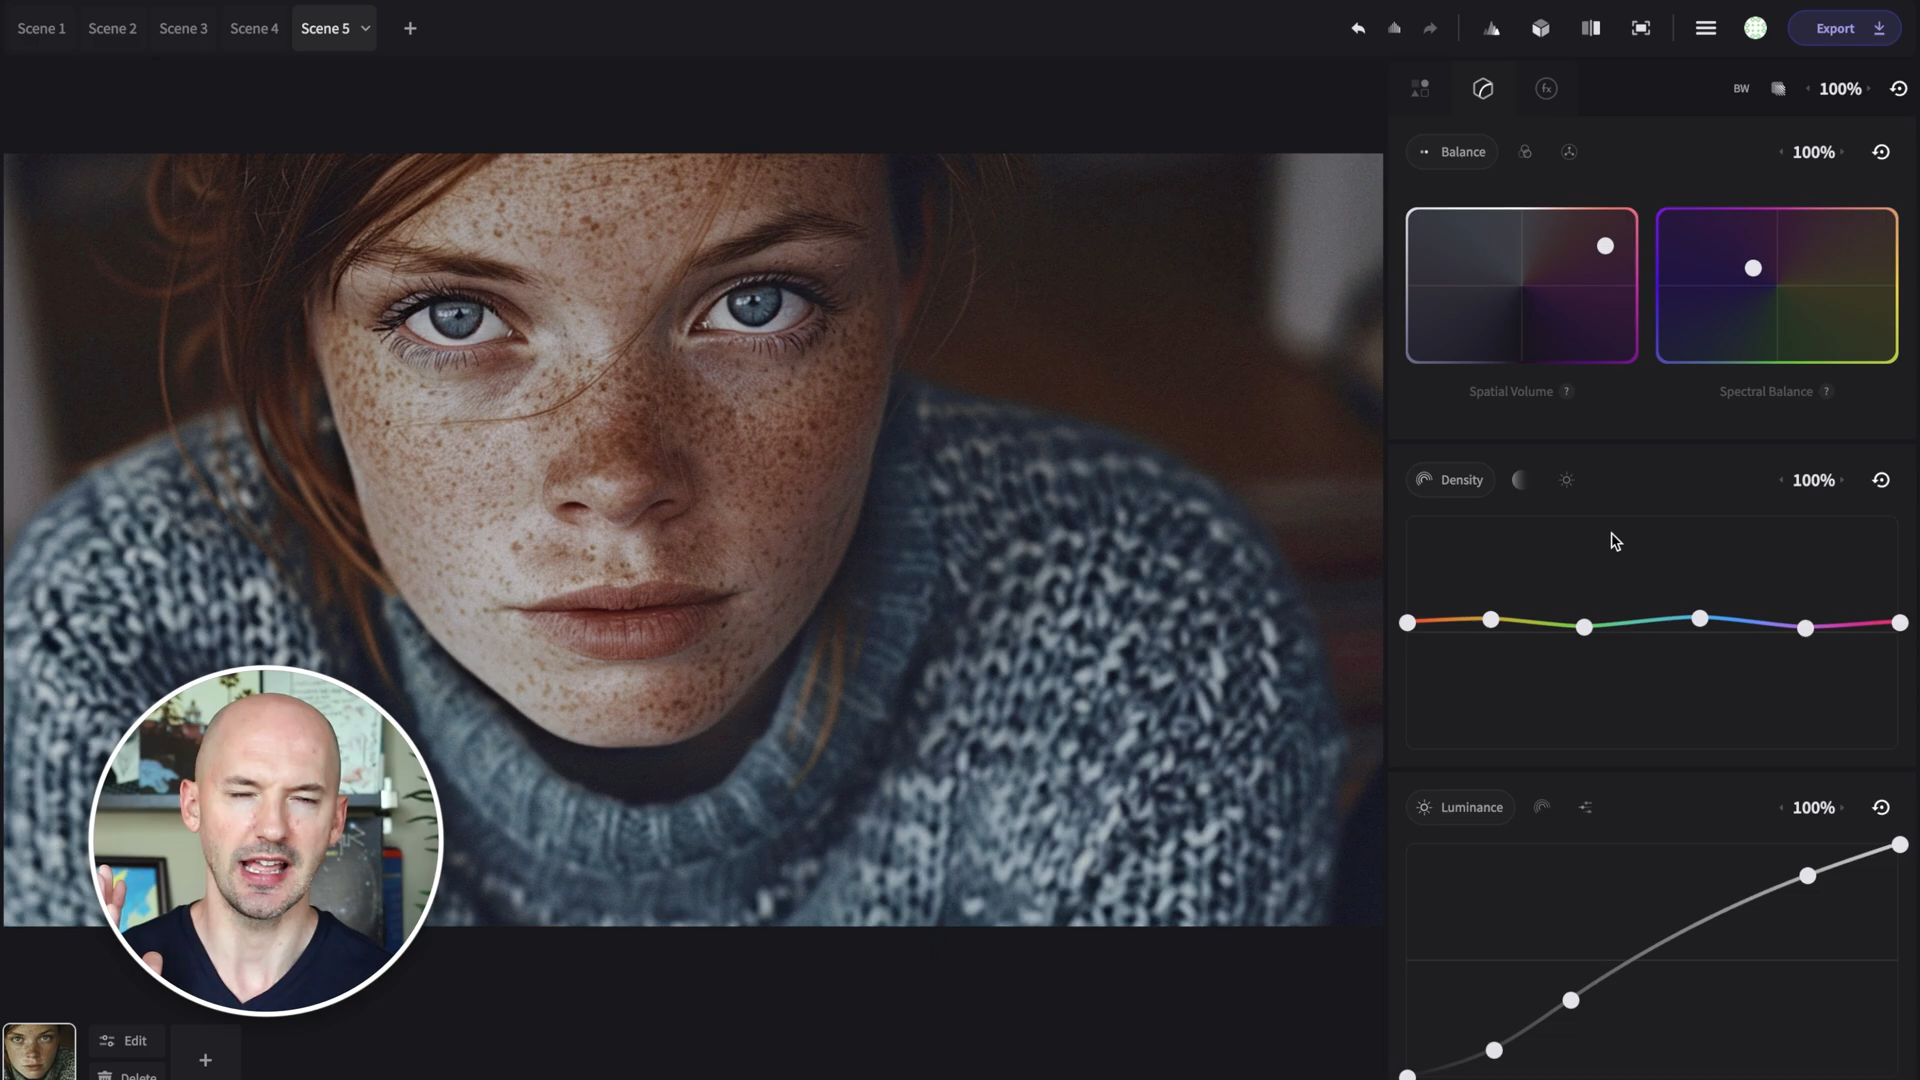 Scene 1
Scene 2
Scene 3
Scene 4
Scene 5
Export
fx
BW
100%
Balance
100%
Spatial Volume ?
Spectral Balance ?
Density
100%
Luminance
100%
Edit
Delete